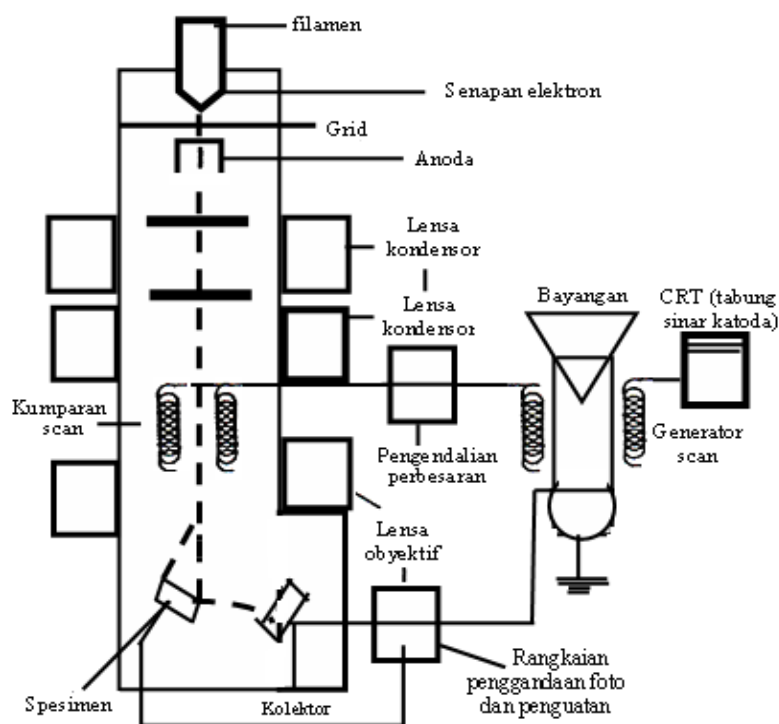 filamen
Senapan elektron
Grid
Anoda
Lensa
kondensor
Lensa
kondensor
Bayangan
CRT (tabung
sinar katoda)
Kumparan
scan
Pengendalian
perbesaran
Generator
scan
Lensa
obyektif
Spesimen
Kolektor
Rangkaian
penggandaan foto
dan penguatan